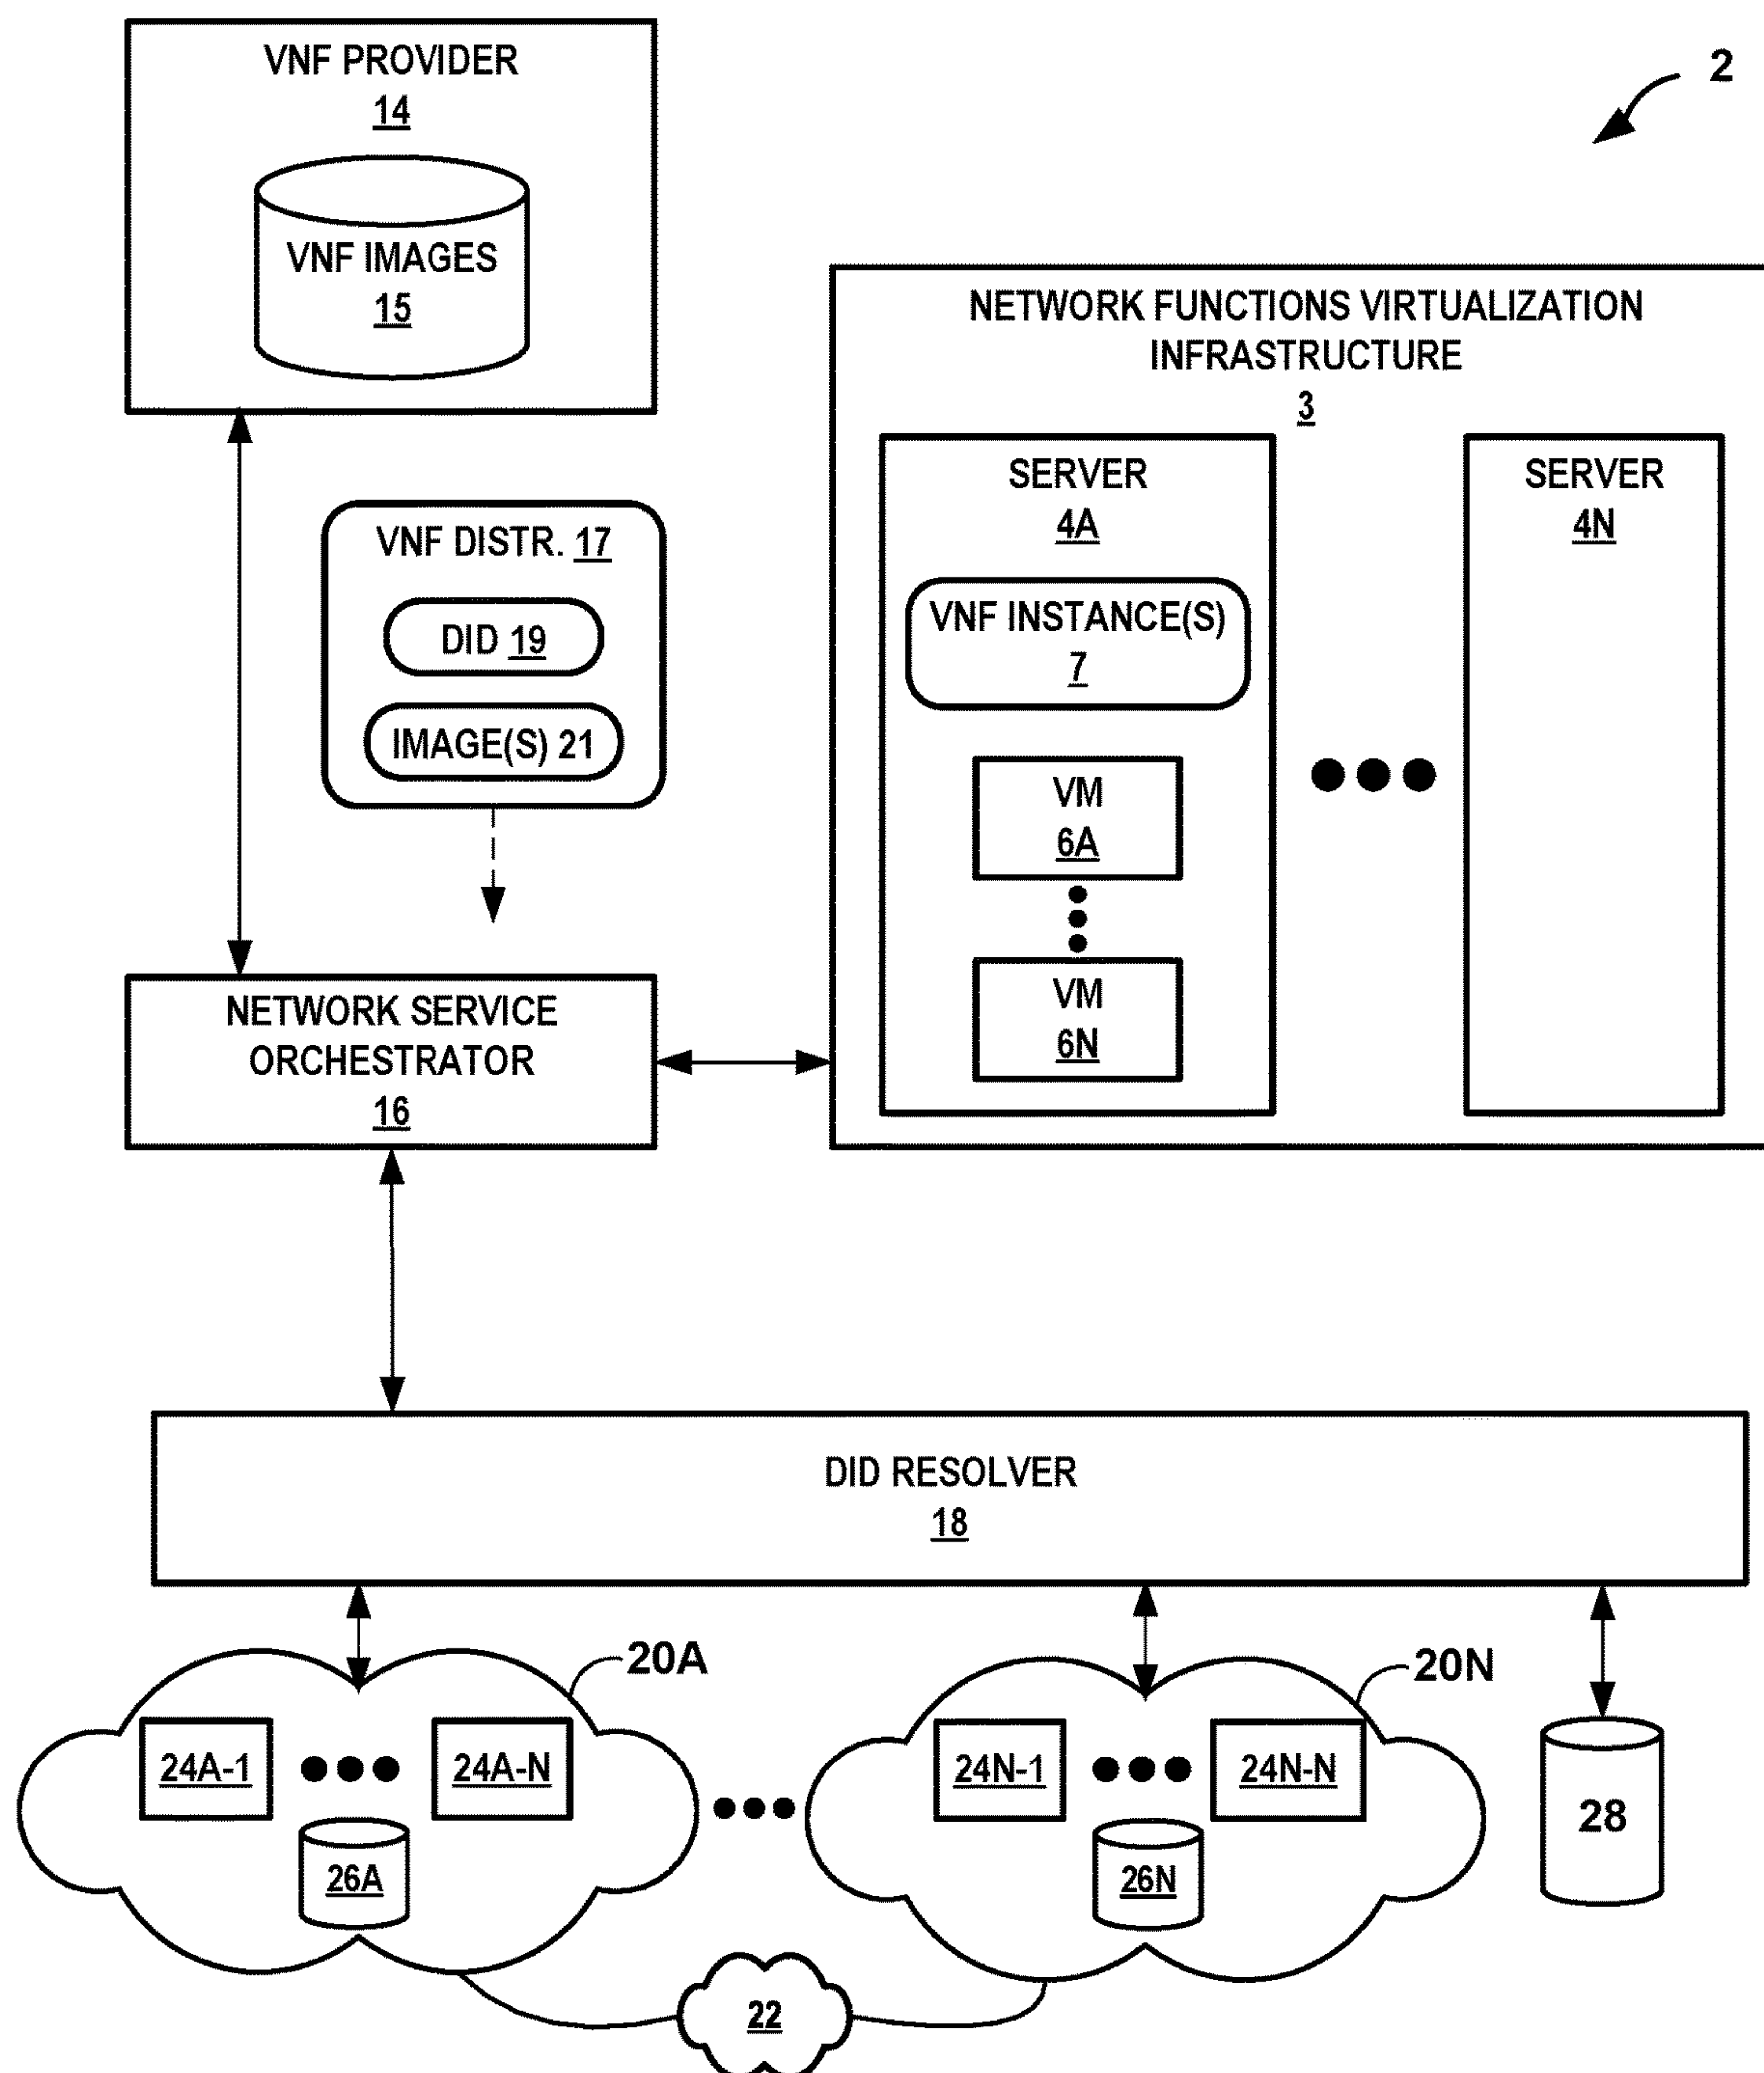 VNF PROVIDER
14
VNF IMAGES
15
2
NETWORK FUNCTIONS VIRTUALIZATION
INFRASTRUCTURE
3
SERVER
4A
VNF INSTANCE(S)
7
VM
6A
VM
6N
SERVER
4N
VNF DISTR. 17
DID 19
IMAGE(S) 21
NETWORK SERVICE
ORCHESTRATOR
16
DID RESOLVER
18
20A
24A-1
24A-N
26A
20N
24N-1
24N-N
26N
28
22